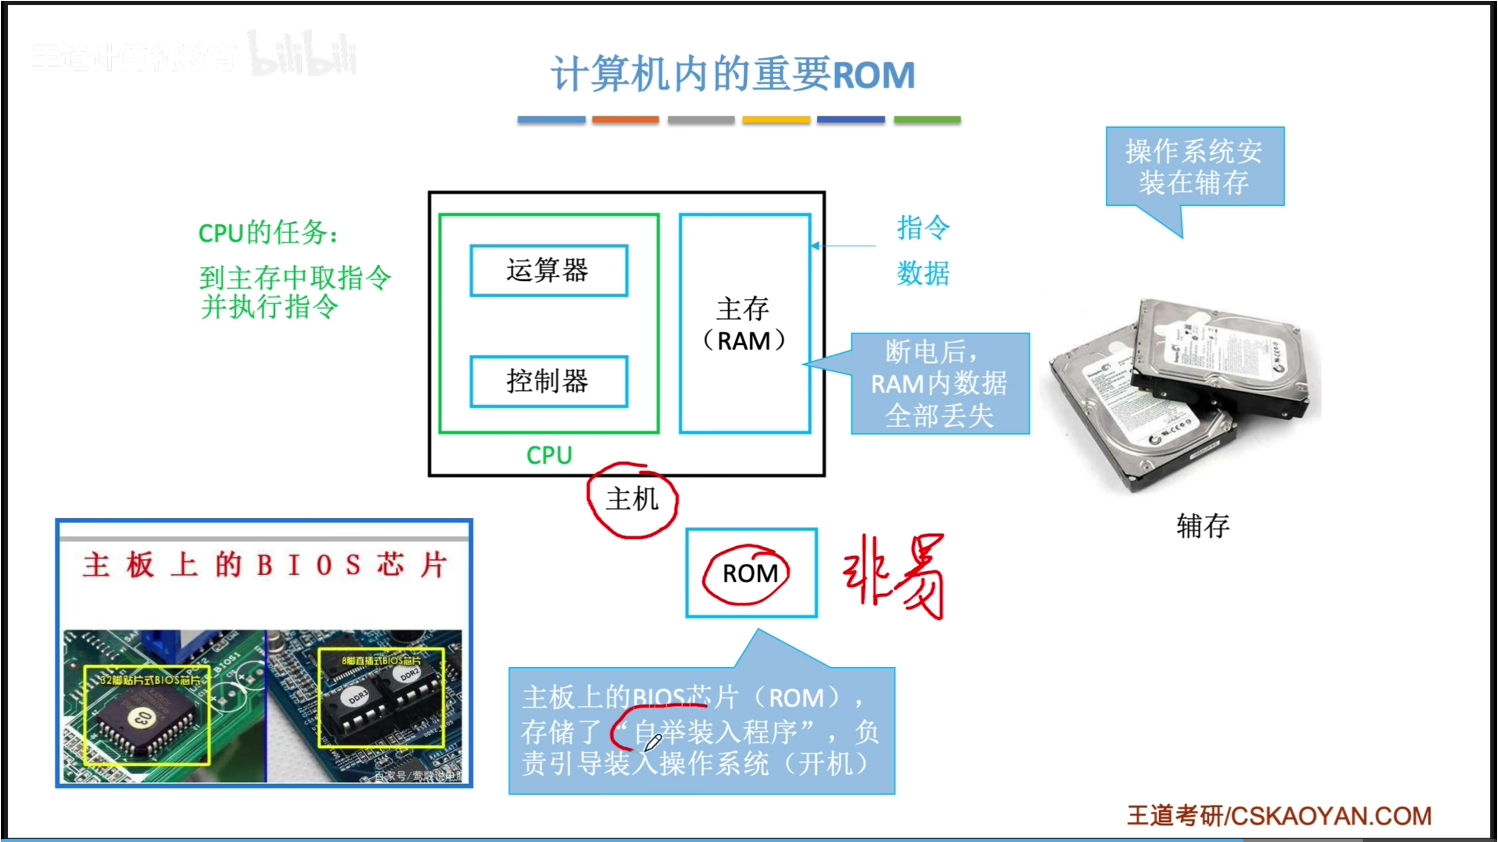 王道计算机教育 bilibili
计算机内的重要ROM
操作系统安
装在辅存
CPU的任务：
到主存中取指令
并执行指令
运算器
控制器
CPU
主存
（RAM）
指令
数据
断电后，
RAM内数据
全部丢失
主机
辅存
ROM
非易
主板上的BIOS芯片
32脚贴片式BIOS芯片
8脚直插式BIOS芯片
DDR3
DDR2
03
主板上的BIOS芯片（ROM），
存储了“自举装入程序”，负
责引导装入操作系统（开机）
王道考研/CSKAOYAN.COM